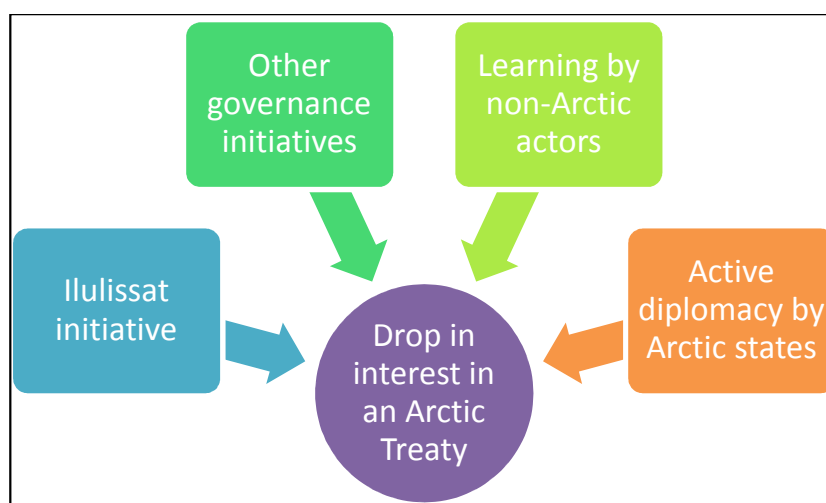 Other
governance
initiatives
Learning by
non-Arctic
actors
Ilulissat
initiative
Active
diplomacy by
Arctic states
Drop in
interest in
an Arctic
Treaty